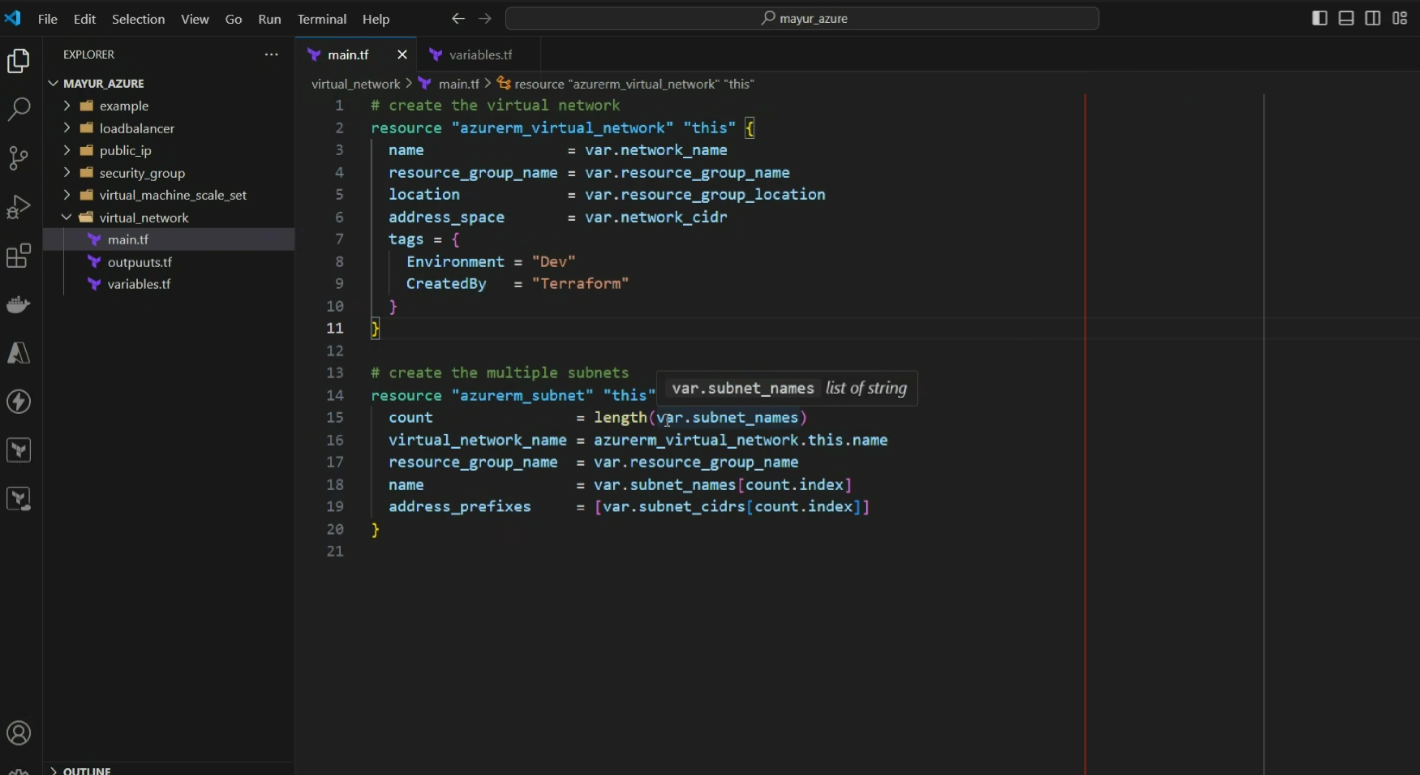 File Edit Selection View Go Run Terminal Help
mayur_azure
EXPLORER
MAYUR_AZURE
example
loadbalancer
public_ip
security_group
virtual_machine_scale_set
virtual_network
main.tf
outpuuts.tf
variables.tf
OUTLINE
main.tf variables.tf
virtual_network > main.tf > resource "azurerm_virtual_network" "this"
1 # create the virtual network
2 resource "azurerm_virtual_network" "this" {
3 name = var.network_name
4 resource_group_name = var.resource_group_name
5 location = var.resource_group_location
6 address_space = var.network_cidr
7 tags = {
8 Environment = "Dev"
9 CreatedBy = "Terraform"
10 }
11 }
12
13 # create the multiple subnets
14 resource "azurerm_subnet" "this"
var.subnet_names list of string
15 count = length(var.subnet_names)
16 virtual_network_name = azurerm_virtual_network.this.name
17 resource_group_name = var.resource_group_name
18 name = var.subnet_names[count.index]
19 address_prefixes = [var.subnet_cidrs[count.index]]
20 }
21